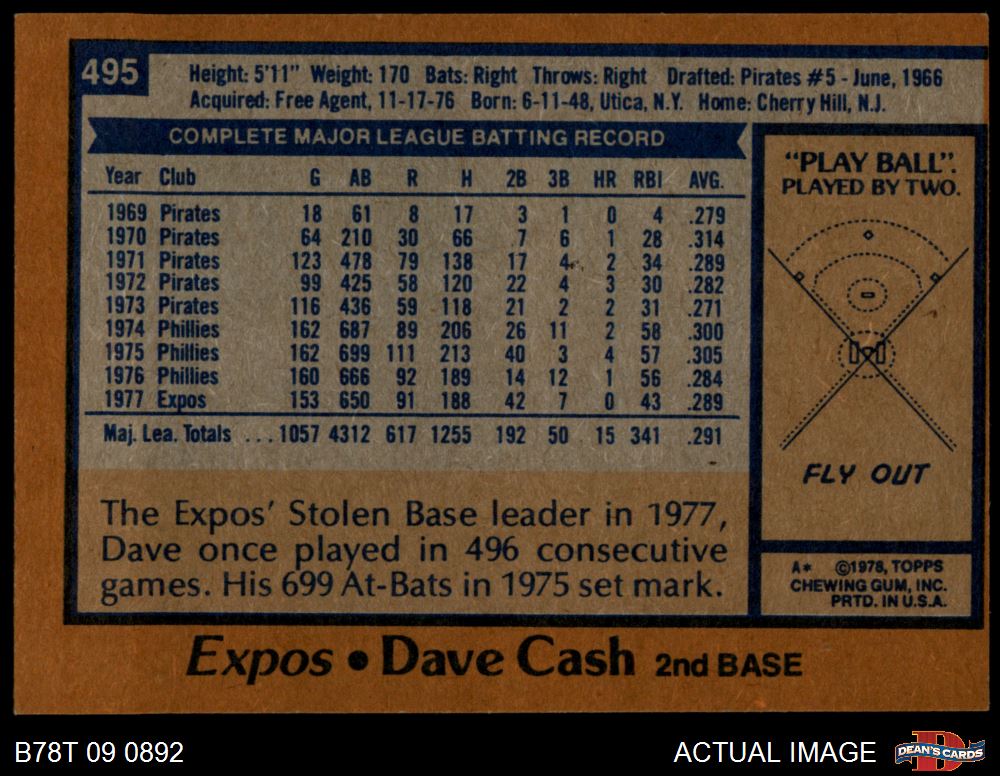 495
Height: 5'11" Weight: 170 Bats: Right Throws: Right Drafted: Pirates #5 - June, 1966
Acquired: Free Agent, 11-17-76 Born: 6-11-48, Utica, N.Y. Home: Cherry Hill, N.J.
COMPLETE MAJOR LEAGUE BATTING RECORD
Year Club G AB R H 2B 3B HR RBI AVG.
1969 Pirates 18 61 8 17 3 1 0 4 .279
1970 Pirates 64 210 30 66 7 6 1 28 .314
1971 Pirates 123 478 79 138 17 4 2 34 .289
1972 Pirates 99 425 58 120 22 4 3 30 .282
1973 Pirates 116 436 59 118 21 2 2 31 .271
1974 Phillies 162 687 89 206 26 11 2 58 .300
1975 Phillies 162 699 111 213 40 3 4 57 .305
1976 Phillies 160 666 92 189 14 12 1 56 .284
1977 Expos 153 650 91 188 42 7 0 43 .289
Maj. Lea. Totals ... 1057 4312 617 1255 192 50 15 341 .291
The Expos' Stolen Base leader in 1977,
Dave once played in 496 consecutive
games. His 699 At-Bats in 1975 set mark.
"PLAY BALL".
PLAYED BY TWO.
FLY OUT
A* ©1978, TOPPS
CHEWING GUM, INC.
PRTD. IN U.S.A.
Expos • Dave Cash 2nd BASE
B78T 09 0892
ACTUAL IMAGE
D
DEAN'S CARDS